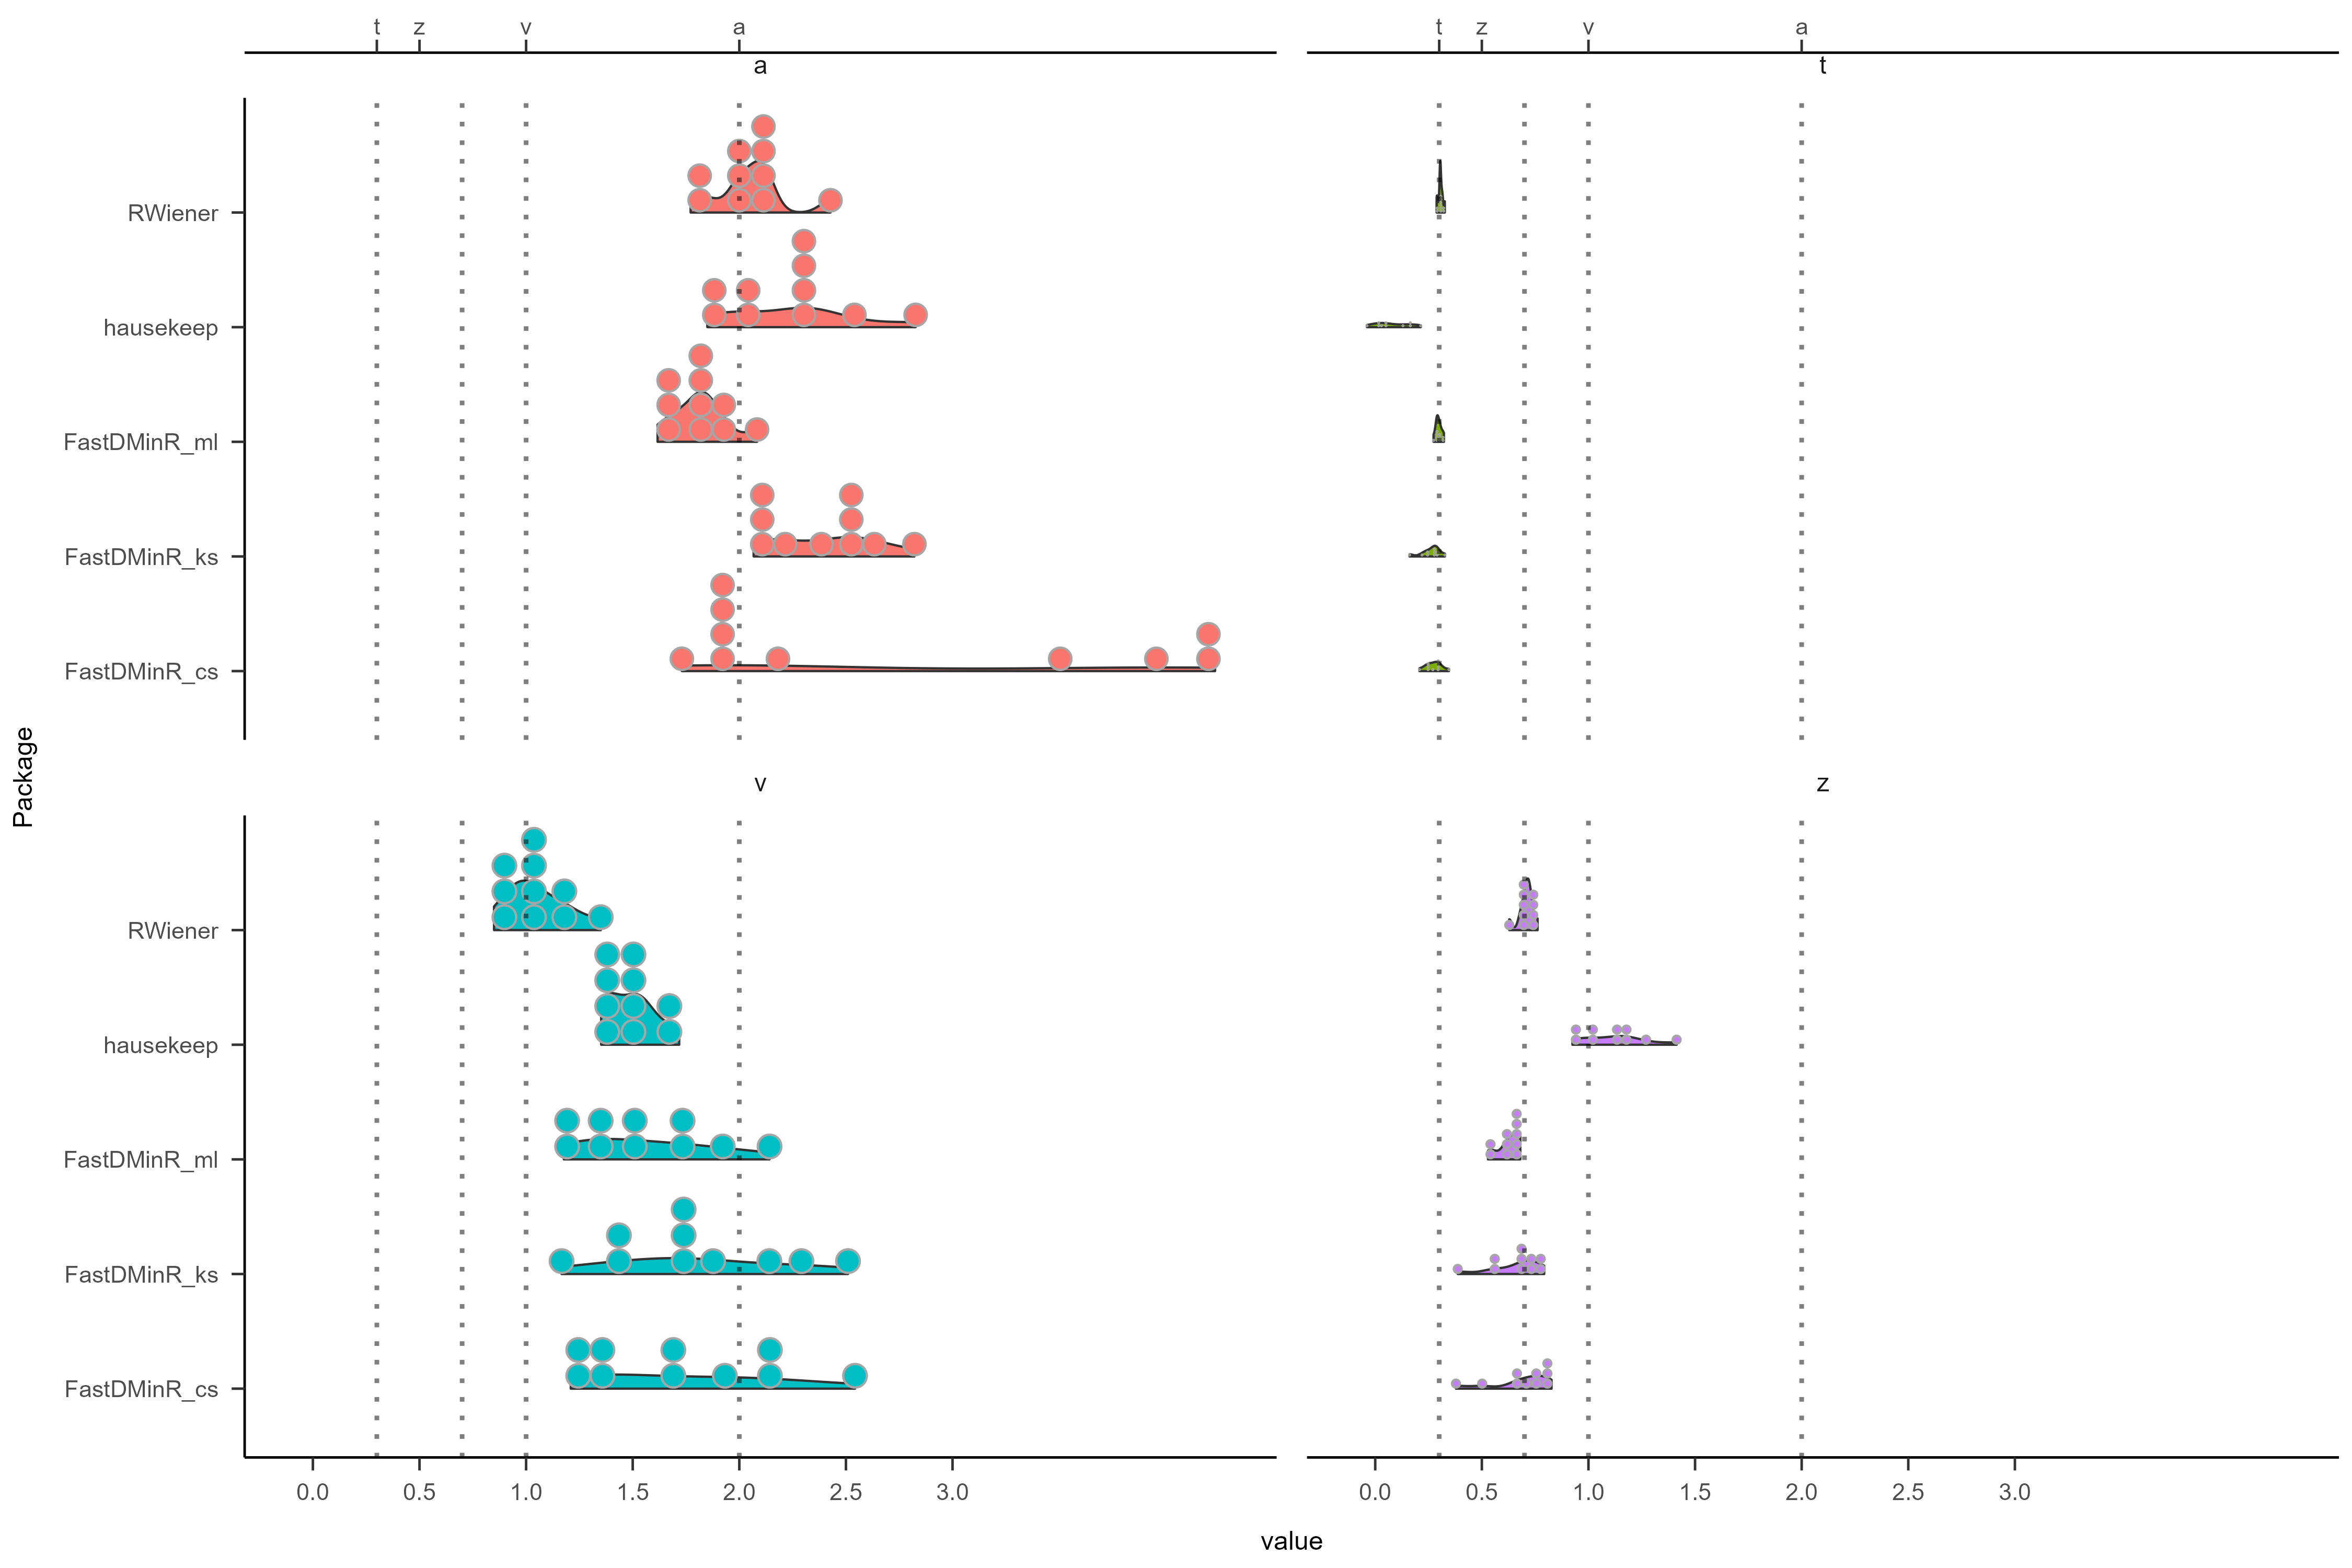 t z v a t z v a
a t
RWiener
hausekeep
FastDMinR_ml
FastDMinR_ks
FastDMinR_cs
Package
v z
RWiener
hausekeep
FastDMinR_ml
FastDMinR_ks
FastDMinR_cs
0.0 0.5 1.0 1.5 2.0 2.5 3.0 0.0 0.5 1.0 1.5 2.0 2.5 3.0
value